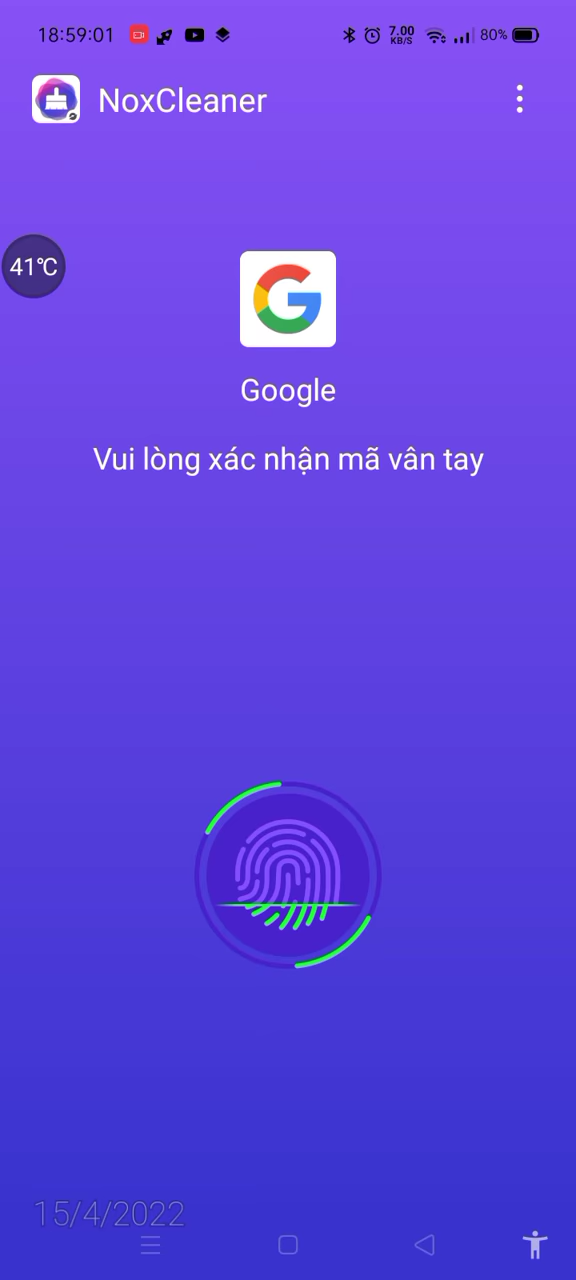 18:59:01
7.00
KB/S
80%
NoxCleaner
41℃
Google
Vui lòng xác nhận mã vân tay
15/4/2022